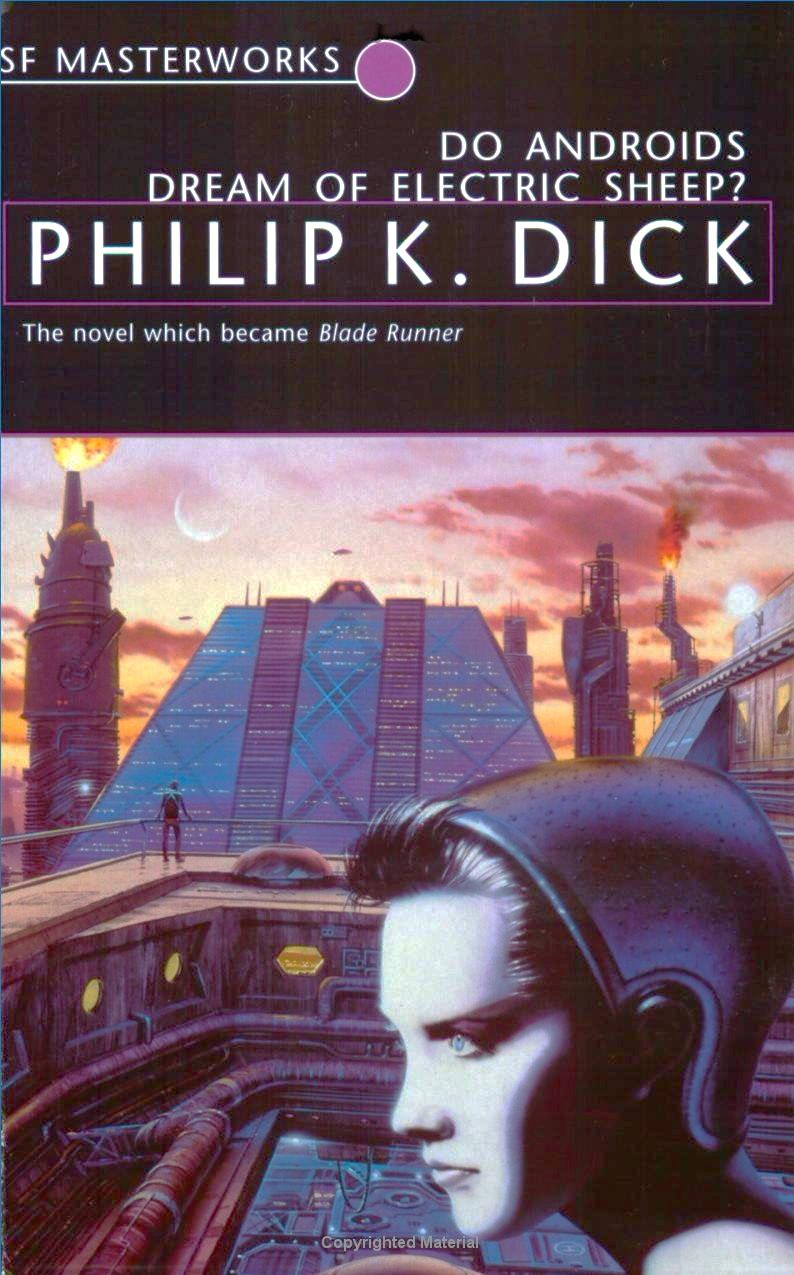 SF MASTERWORKS
DO ANDROIDS
DREAM OF ELECTRIC SHEEP?
PHILIP K. DICK
The novel which became Blade Runner
Copyrighted Material